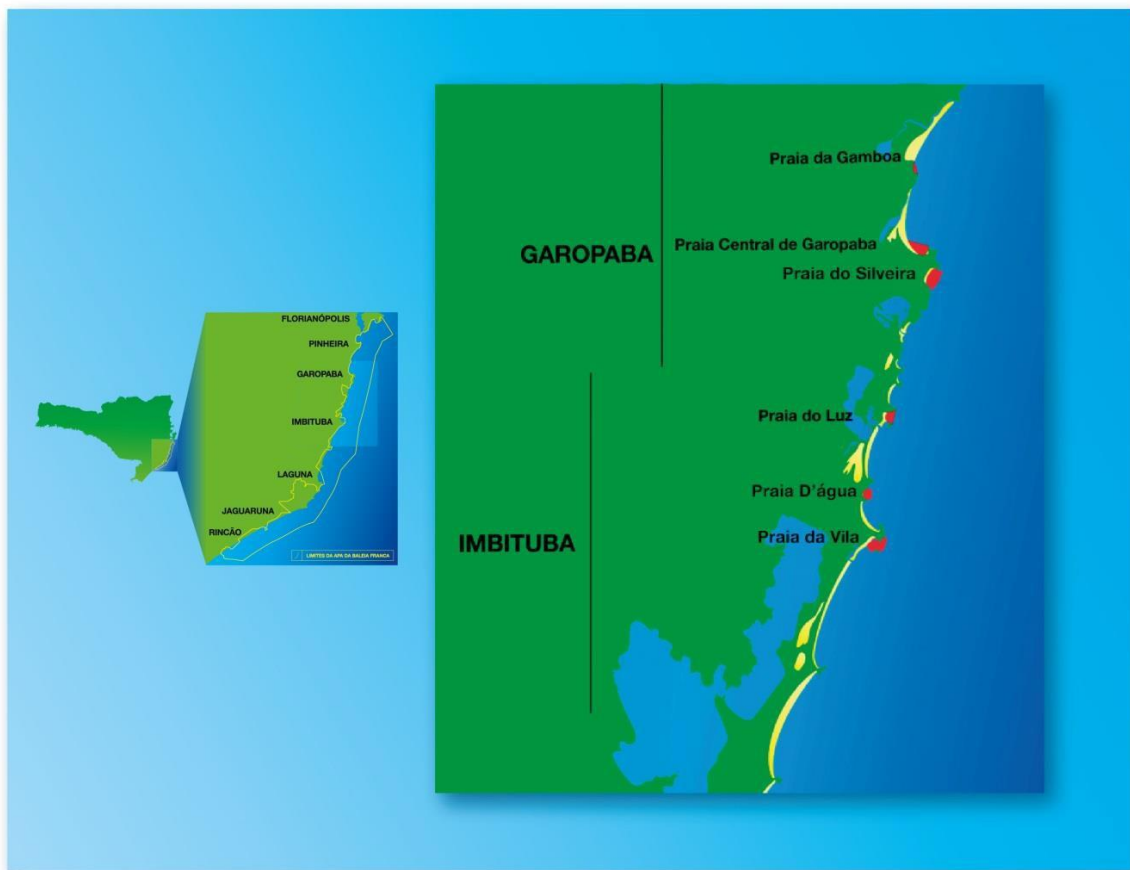 FLORIANÓPOLIS
PINHEIRA
GAROPABA
IMBITUBA
LAGUNA
JAGUARUNA
RINCÃO
LIMITES DA APA DA BALEIA FRANCA
GAROPABA
Praia da Gamboa
Praia Central de Garopaba
Praia do Silveira
IMBITUBA
Praia do Luz
Praia D'água
Praia da Vila